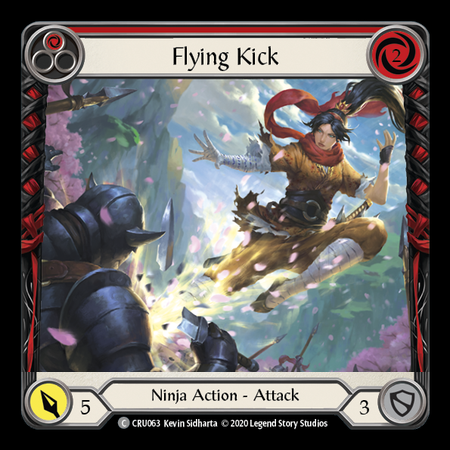 Flying Kick
2
Ninja Action - Attack
5
3
C CRU063 Kevin Sidharta © 2020 Legend Story Studios